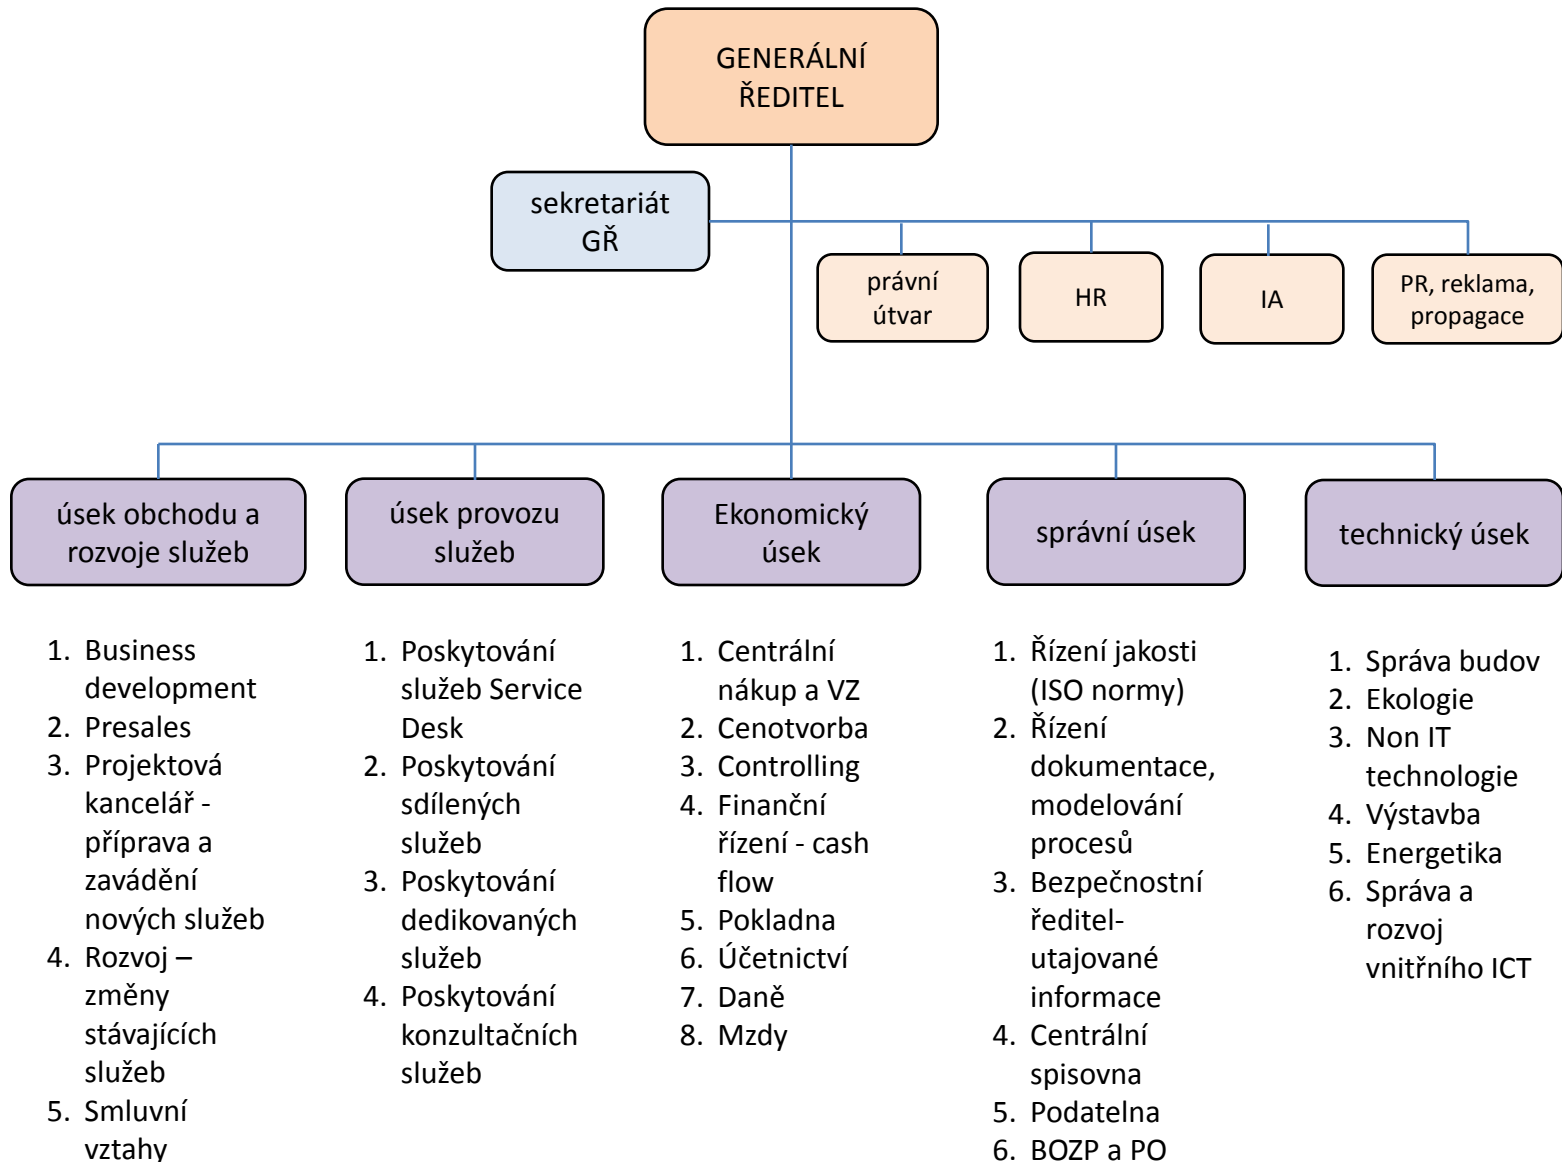 GENERÁLNÍ
ŘEDITEL
sekretariát
GŘ
právní
útvar
HR
IA
PR, reklama,
propagace
úsek obchodu a
rozvoje služeb
úsek provozu
služeb
Ekonomický
úsek
správní úsek
technický úsek
1. Business
development
2. Presales
3. Projektová
kancelář -
příprava a
zavádění
nových služeb
4. Rozvoj –
změny
stávajících
služeb
5. Smluvní
vztahy
1. Poskytování
služeb Service
Desk
2. Poskytování
sdílených
služeb
3. Poskytování
dedikovaných
služeb
4. Poskytování
konzultačních
služeb
1. Centrální
nákup a VZ
2. Cenotvorba
3. Controlling
4. Finanční
řízení - cash
flow
5. Pokladna
6. Účetnictví
7. Daně
8. Mzdy
1. Řízení jakosti
(ISO normy)
2. Řízení
dokumentace,
modelování
procesů
3. Bezpečnostní
ředitel-
utajované
informace
4. Centrální
spisovna
5. Podatelna
6. BOZP a PO
1. Správa budov
2. Ekologie
3. Non IT
technologie
4. Výstavba
5. Energetika
6. Správa a
rozvoj
vnitřního ICT